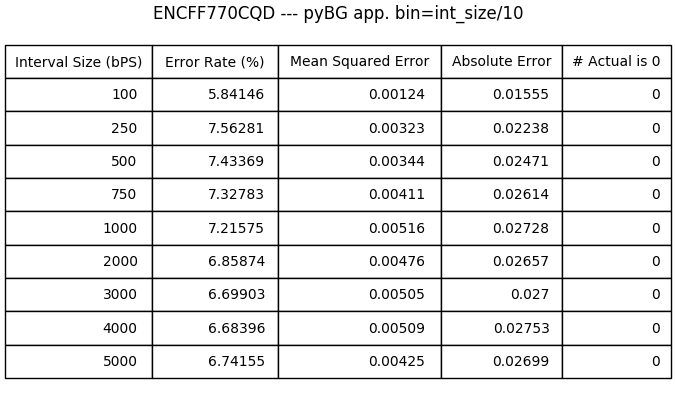 ENCFF770CQD --- pyBG app. bin=int_size/10
Interval Size (bPS) Error Rate (%) Mean Squared Error Absolute Error # Actual is 0
100 5.84146 0.00124 0.01555 0
250 7.56281 0.00323 0.02238 0
500 7.43369 0.00344 0.02471 0
750 7.32783 0.00411 0.02614 0
1000 7.21575 0.00516 0.02728 0
2000 6.85874 0.00476 0.02657 0
3000 6.69903 0.00505 0.027 0
4000 6.68396 0.00509 0.02753 0
5000 6.74155 0.00425 0.02699 0